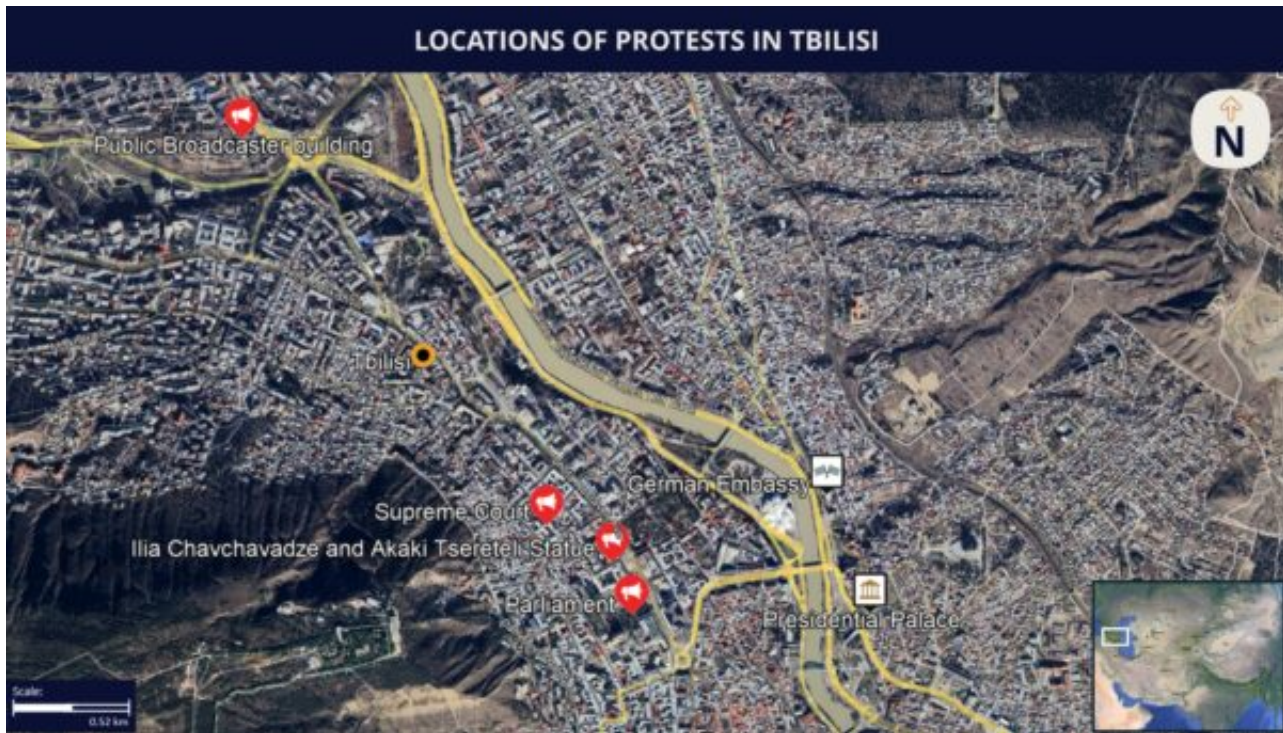 LOCATIONS OF PROTESTS IN TBILISI
N
Public Broadcaster building
Tbilisi
German Embassy
Supreme Court
Ilia Chavchavadze and Akaki Tsereteli Statue
Parliament
Presidential Palace
Scale:
0.52 km